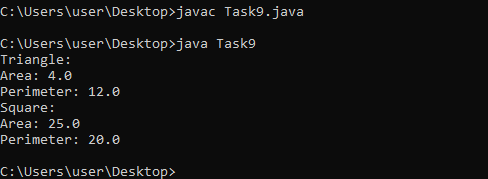 C:\Users\user\Desktop>javac Task9.java
C:\Users\user\Desktop>java Task9
Triangle:
Area: 4.0
Perimeter: 12.0
Square:
Area: 25.0
Perimeter: 20.0
C:\Users\user\Desktop>